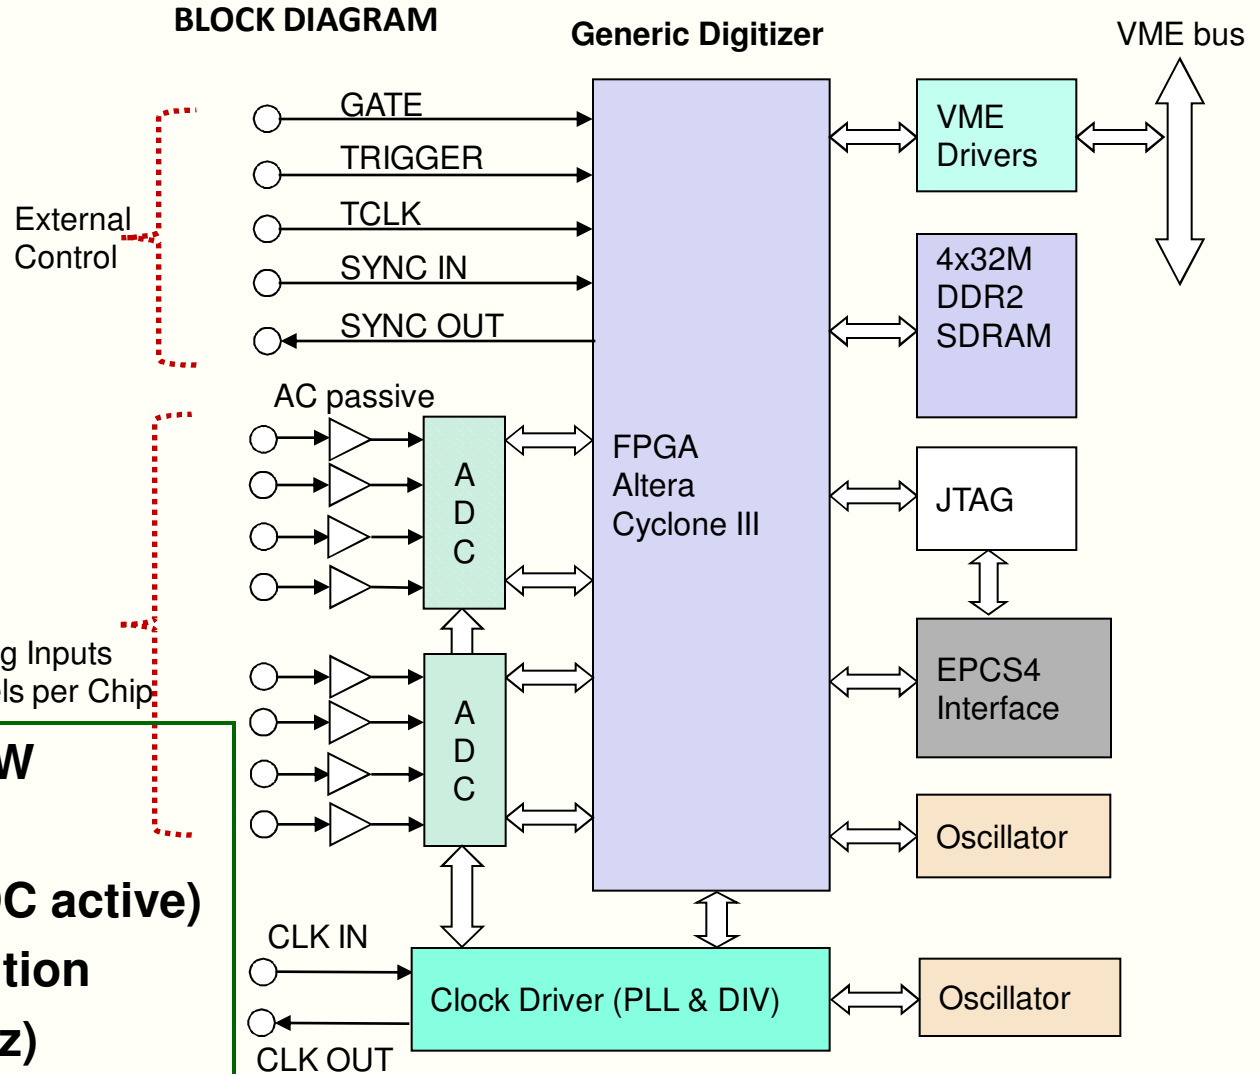 BLOCK DIAGRAM
Generic Digitizer
VME bus
GATE
TRIGGER
TCLK
SYNC IN
SYNC OUT
External
Control
AC passive
A
D
C
A
D
C
FPGA
Altera
Cyclone III
VME
Drivers
4x32M
DDR2
SDRAM
JTAG
EPCS4
Interface
Oscillator
g Inputs
els per Chip
W
DC active)
tion
z)
CLK IN
CLK OUT
Clock Driver (PLL & DIV)
Oscillator